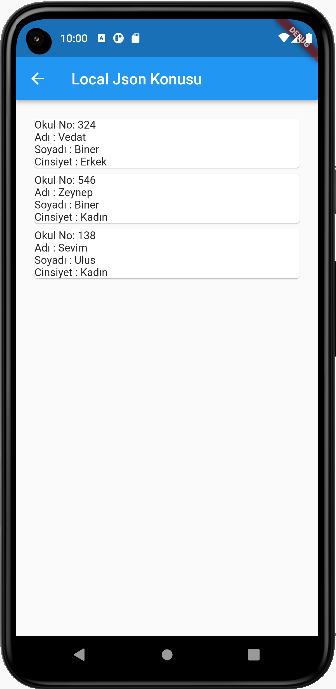 10:00
DEBUG
Local Json Konusu
Okul No: 324
Adı : Vedat
Soyadı : Biner
Cinsiyet : Erkek
Okul No: 546
Adı : Zeynep
Soyadı : Biner
Cinsiyet : Kadın
Okul No: 138
Adı : Sevim
Soyadı : Ulus
Cinsiyet : Kadın